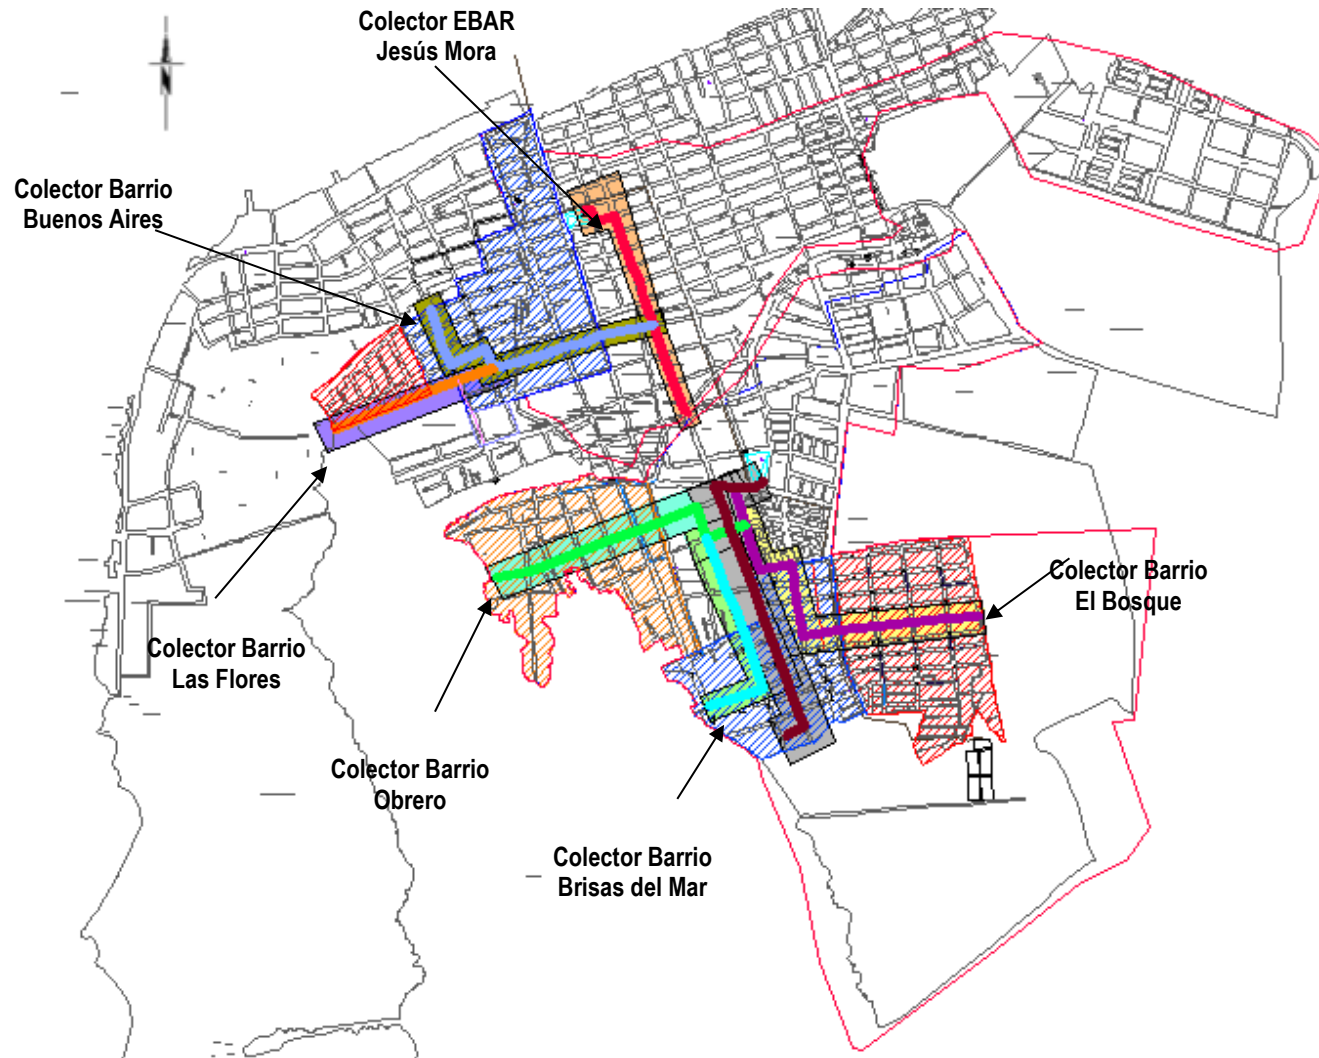 Colector EBAR
Jesús Mora
Colector Barrio
Buenos Aires
Colector Barrio
El Bosque
Colector Barrio
Las Flores
Colector Barrio
Obrero
Colector Barrio
Brisas del Mar